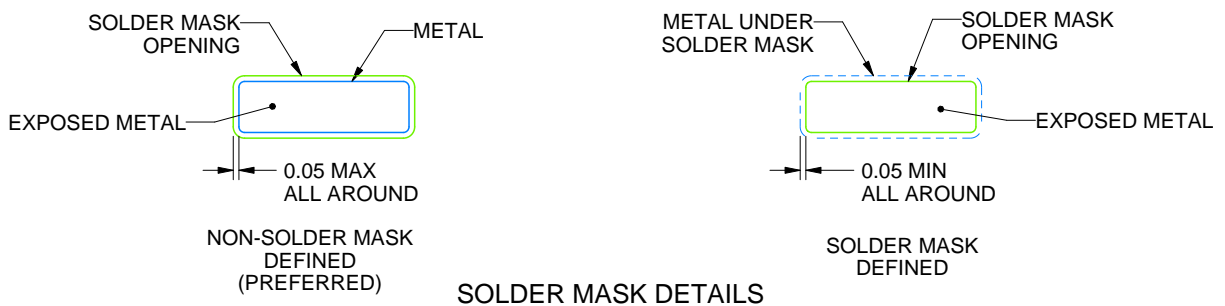 SOLDER MASK
OPENING
METAL
EXPOSED METAL
0.05 MAX
ALL AROUND
NON-SOLDER MASK
DEFINED
(PREFERRED)
METAL UNDER
SOLDER MASK
SOLDER MASK
OPENING
EXPOSED METAL
0.05 MIN
ALL AROUND
SOLDER MASK
DEFINED
SOLDER MASK DETAILS